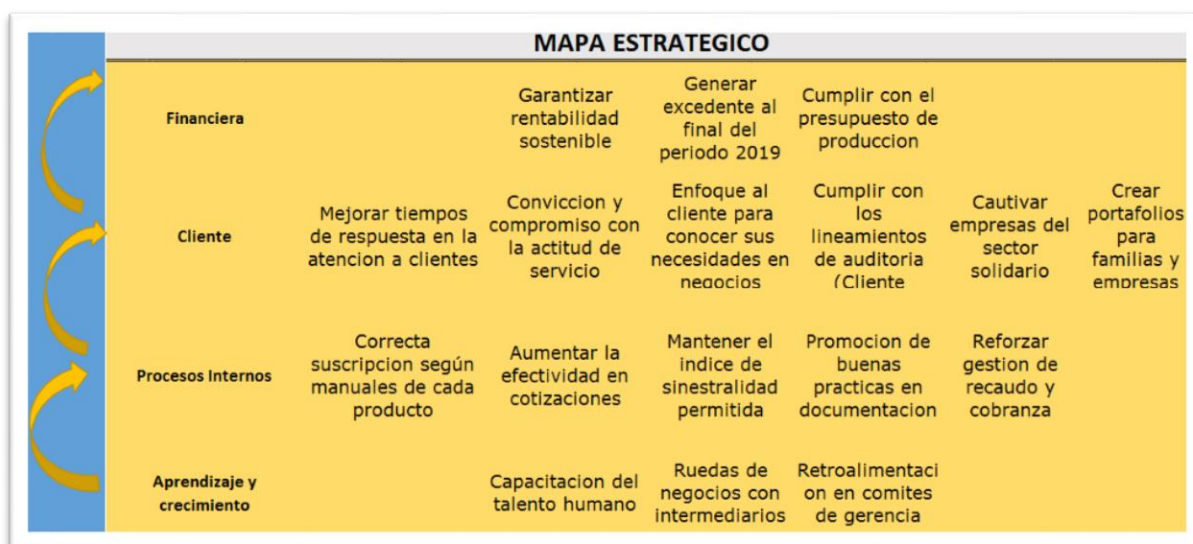 MAPA ESTRATEGICO
Financiera
Garantizar
rentabilidad
sostenible
Generar
excedente al
final del
periodo 2019
Cumplir con el
presupuesto de
produccion
Cliente
Mejorar tiempos
de respuesta en la
atencion a clientes
Conviccion y
compromiso con
la actitud de
servicio
Enfoque al
cliente para
conocer sus
necesidades en
negocios
Cumplir con
los
lineamientos
de auditoria
(Cliente
Cautivar
empresas del
sector
solidario
Crear
portafolios
para
familias y
empresas
Procesos Internos
Correcta
suscripcion según
manuales de cada
producto
Aumentar la
efectividad en
cotizaciones
Mantener el
indice de
sinestralidad
permitida
Promocion de
buenas
practicas en
documentacion
Reforzar
gestion de
recaudo y
cobranza
Aprendizaje y
crecimiento
Capacitacion del
talento humano
Ruedas de
negocios con
intermediarios
Retroalimentaci
on en comites
de gerencia